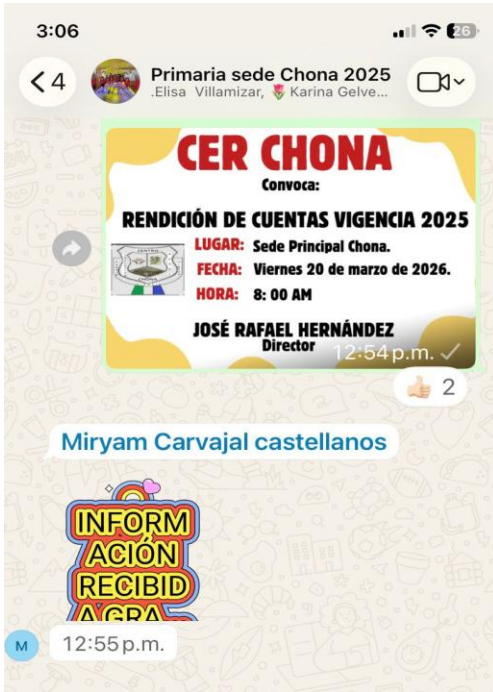 3:06
26
4
Primaria sede Chona 2025
.Elisa Villamizar, 🌷 Karina Gelve...
CER CHONA
Convoca:
RENDICIÓN DE CUENTAS VIGENCIA 2025
LUGAR: Sede Principal Chona.
FECHA: Viernes 20 de marzo de 2026.
HORA: 8: 00 AM
JOSÉ RAFAEL HERNÁNDEZ
Director
12:54 p.m.
👍🏻 2
Miryam Carvajal castellanos
INFORM
ACIÓN
RECIBID
A GRA
M
12:55 p.m.